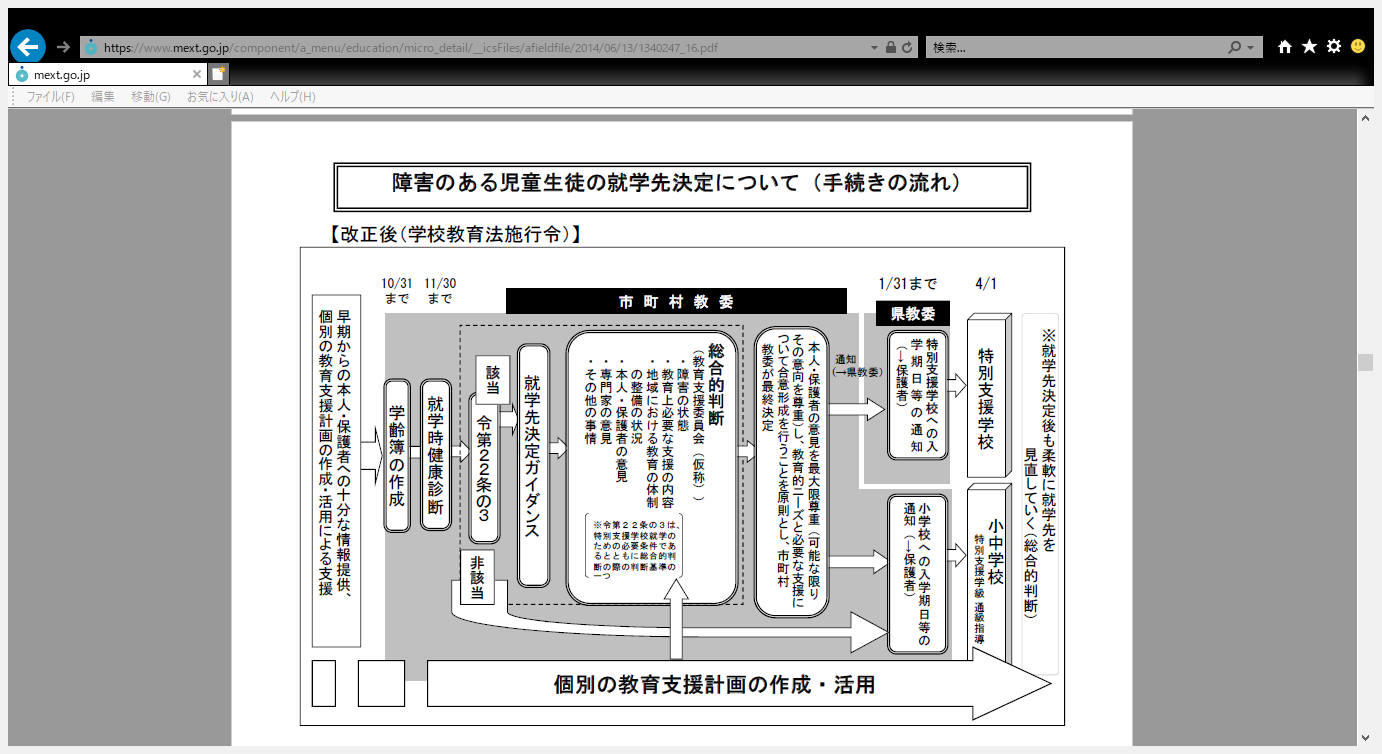 https://www.mext.go.jp/component/a_menu/education/micro_detail/__icsFiles/afieldfile/2014/06/13/1340247_16.pdf
検索...
mext.go.jp
ファイル(F) 編集 移動(G) お気に入り(A) ヘルプ(H)
障害のある児童生徒の就学先決定について（手続きの流れ）
【改正後（学校教育法施行令）】
10/31
まで
11/30
まで
市町村教委
1/31まで
県教委
4/1
早期からの本人・保護者への十分な情報提供、
個別の教育支援計画の作成・活用による支援
学齢簿の作成
就学時健康診断
該当
令第２２条の３
非該当
就学先決定ガイダンス
総合的判断
（教育支援委員会（仮称））
・障害の状態
・教育上必要な支援の内容
・地域における教育の体制
の整備の状況
・本人・保護者の意見
・専門家の意見
・その他の事情
※令第２２条の３は、
特別支援学校就学の
ための必要条件であ
るとともに総合的判
断の際の判断基準の
一つ
本人・保護者の意見を最大限尊重（可能な限り
その意向を尊重）し、教育的ニーズと必要な支援に
ついて合意形成を行うことを原則とし、市町村
教委が最終決定
通知
（→県教委）
特別支援学校への入
学期日等の通知
（→保護者）
小学校への入学期日等の
通知（→保護者）
特別支援学校
小中学校
特別支援学級 通級指導
※就学先決定後も柔軟に就学先を
見直していく（総合的判断）
個別の教育支援計画の作成・活用